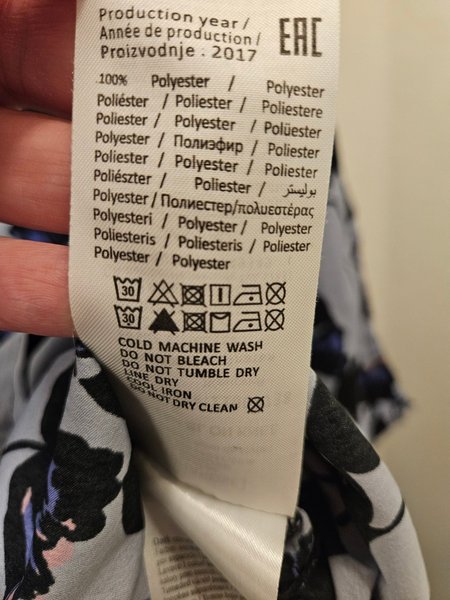 Production year /
Année de production /
Proizvodnje . 2017
EAC
.100% Polyester / Polyester
Poliéster / Poliester / Poliestere
Poliester / Polyester / Polüester
Polyester / Полиэфир / Poliester
Poliester / Polyester / Poliester
Poliészter / Poliester / بوليستر
Polyester / Полиестер/πολυεστέρας
Polyesteri / Polyester / Polyester
Poliesteris / Poliesteris / Poliester
Polyester / Polyester
30
30
COLD MACHINE WASH
DO NOT BLEACH
DO NOT TUMBLE DRY
LINE DRY
COOL IRON
DO NOT DRY CLEAN